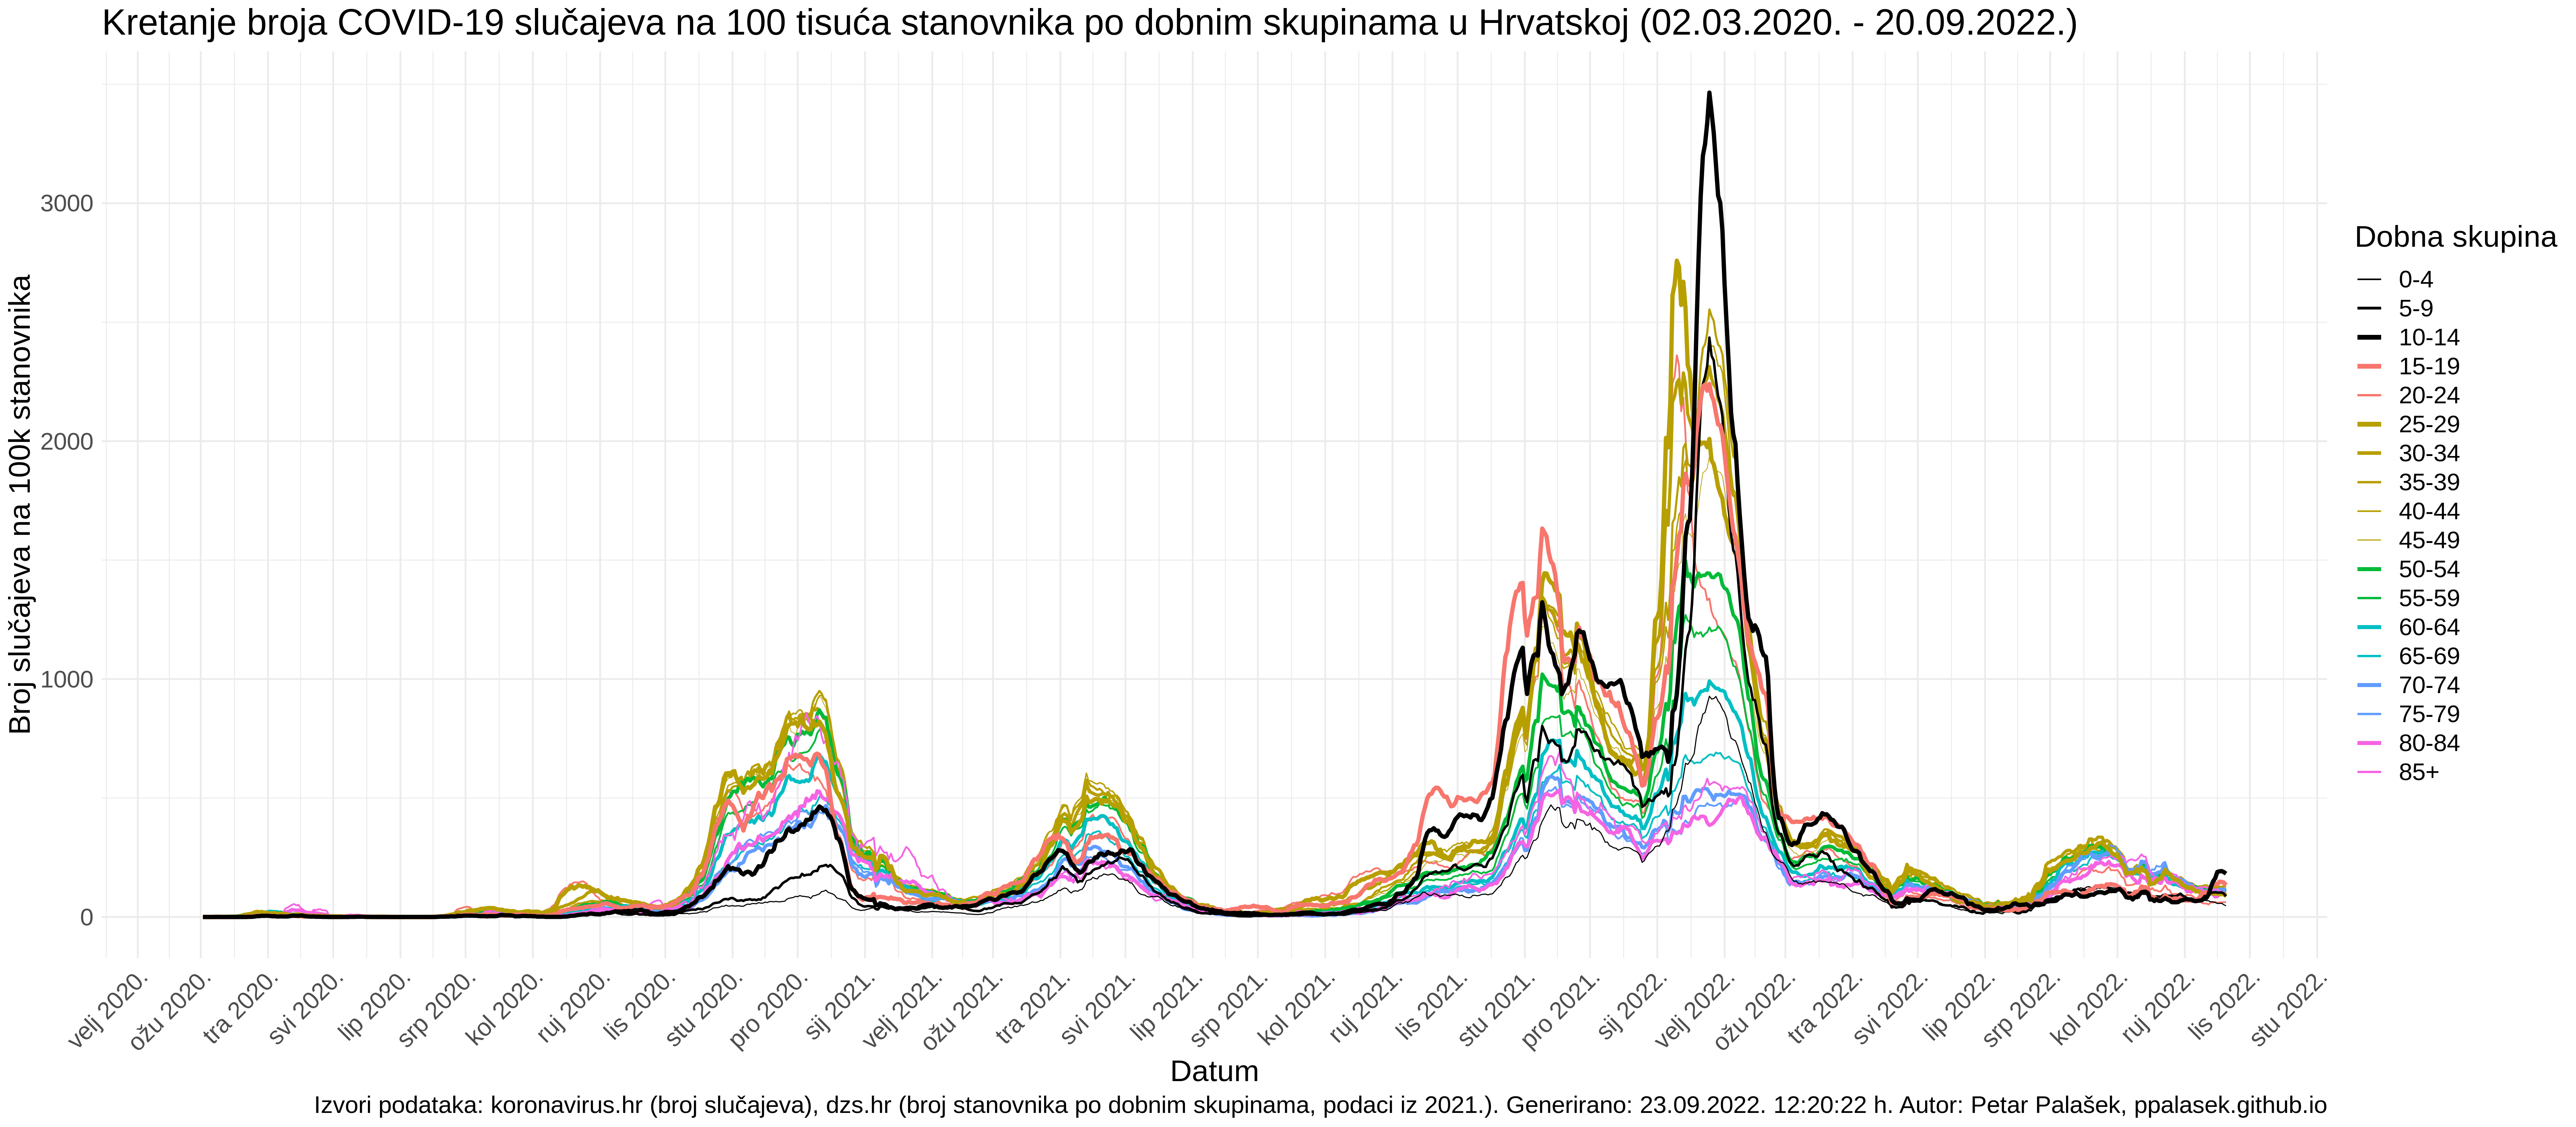 Kretanje broja COVID-19 slučajeva na 100 tisuća stanovnika po dobnim skupinama u Hrvatskoj (02.03.2020. - 20.09.2022.)
Broj slučajeva na 100k stanovnika
3000
2000
1000
0
velj 2020.
ožu 2020.
tra 2020.
svi 2020.
lip 2020.
srp 2020.
kol 2020.
ruj 2020.
lis 2020.
stu 2020.
pro 2020.
sij 2021.
velj 2021.
ožu 2021.
tra 2021.
svi 2021.
lip 2021.
srp 2021.
kol 2021.
ruj 2021.
lis 2021.
stu 2021.
pro 2021.
sij 2022.
velj 2022.
ožu 2022.
tra 2022.
svi 2022.
lip 2022.
srp 2022.
kol 2022.
ruj 2022.
lis 2022.
stu 2022.
Datum
Dobna skupina
0-4
5-9
10-14
15-19
20-24
25-29
30-34
35-39
40-44
45-49
50-54
55-59
60-64
65-69
70-74
75-79
80-84
85+
Izvori podataka: koronavirus.hr (broj slučajeva), dzs.hr (broj stanovnika po dobnim skupinama, podaci iz 2021.). Generirano: 23.09.2022. 12:20:22 h. Autor: Petar Palašek, ppalasek.github.io